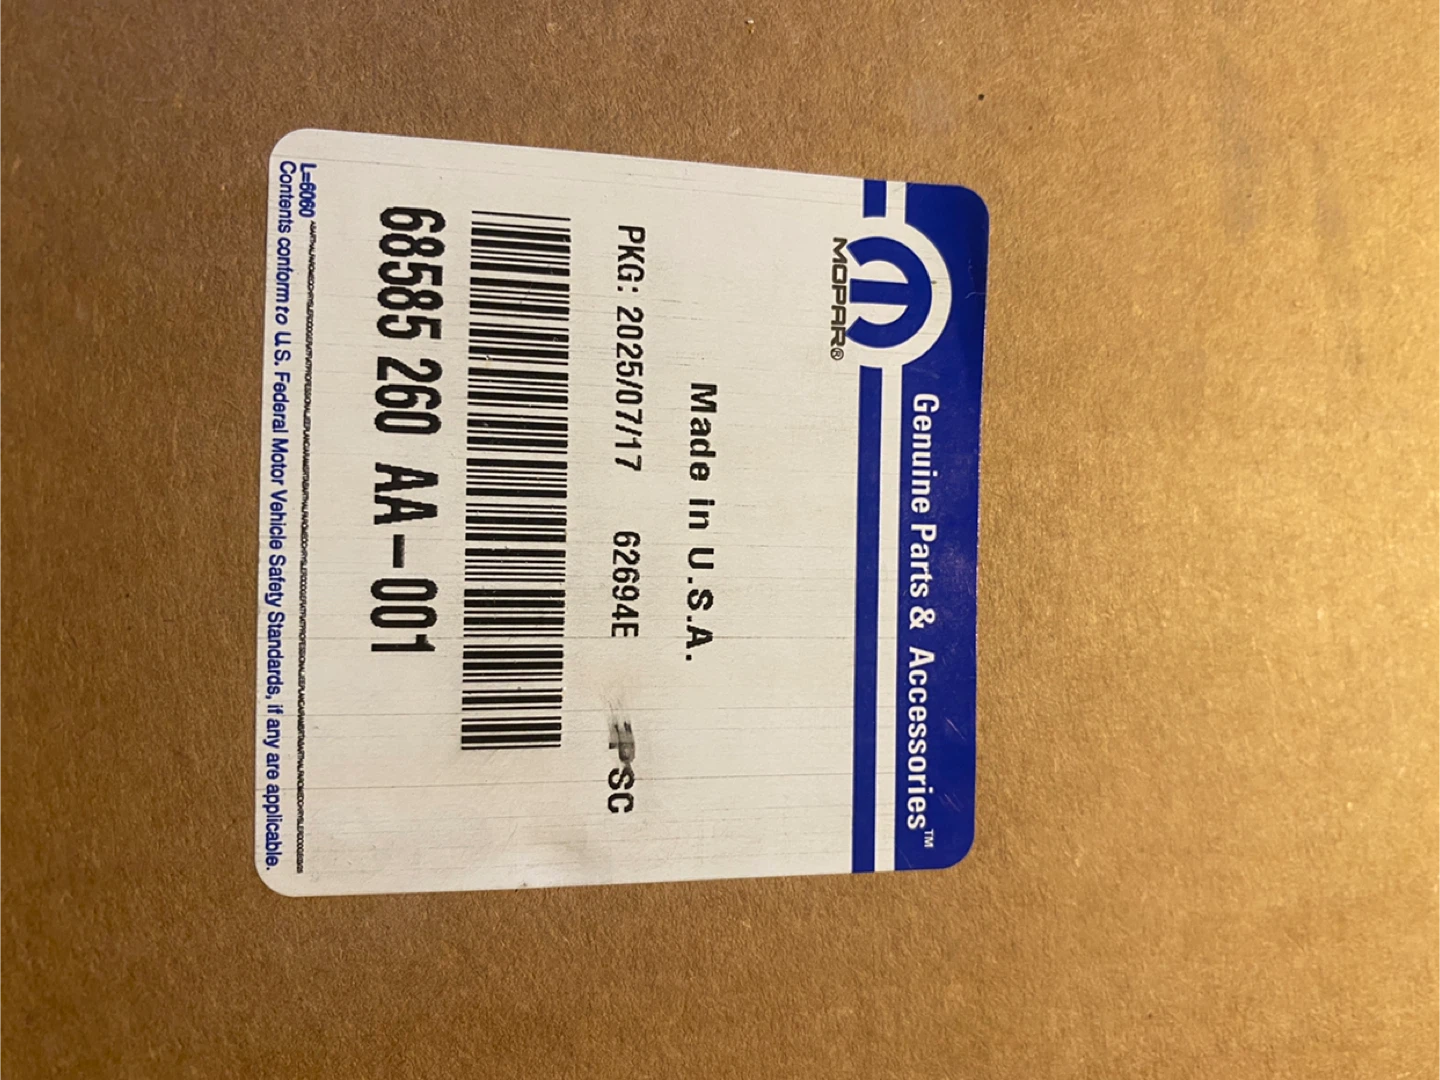 Genuine Parts & Accessories™
MOPAR®
Made in U.S.A.
PKG: 2025/07/17 62694E
68585 260 AA-001
L=6060
Contents conform to U.S. Federal Motor Vehicle Safety Standards, if any are applicable.